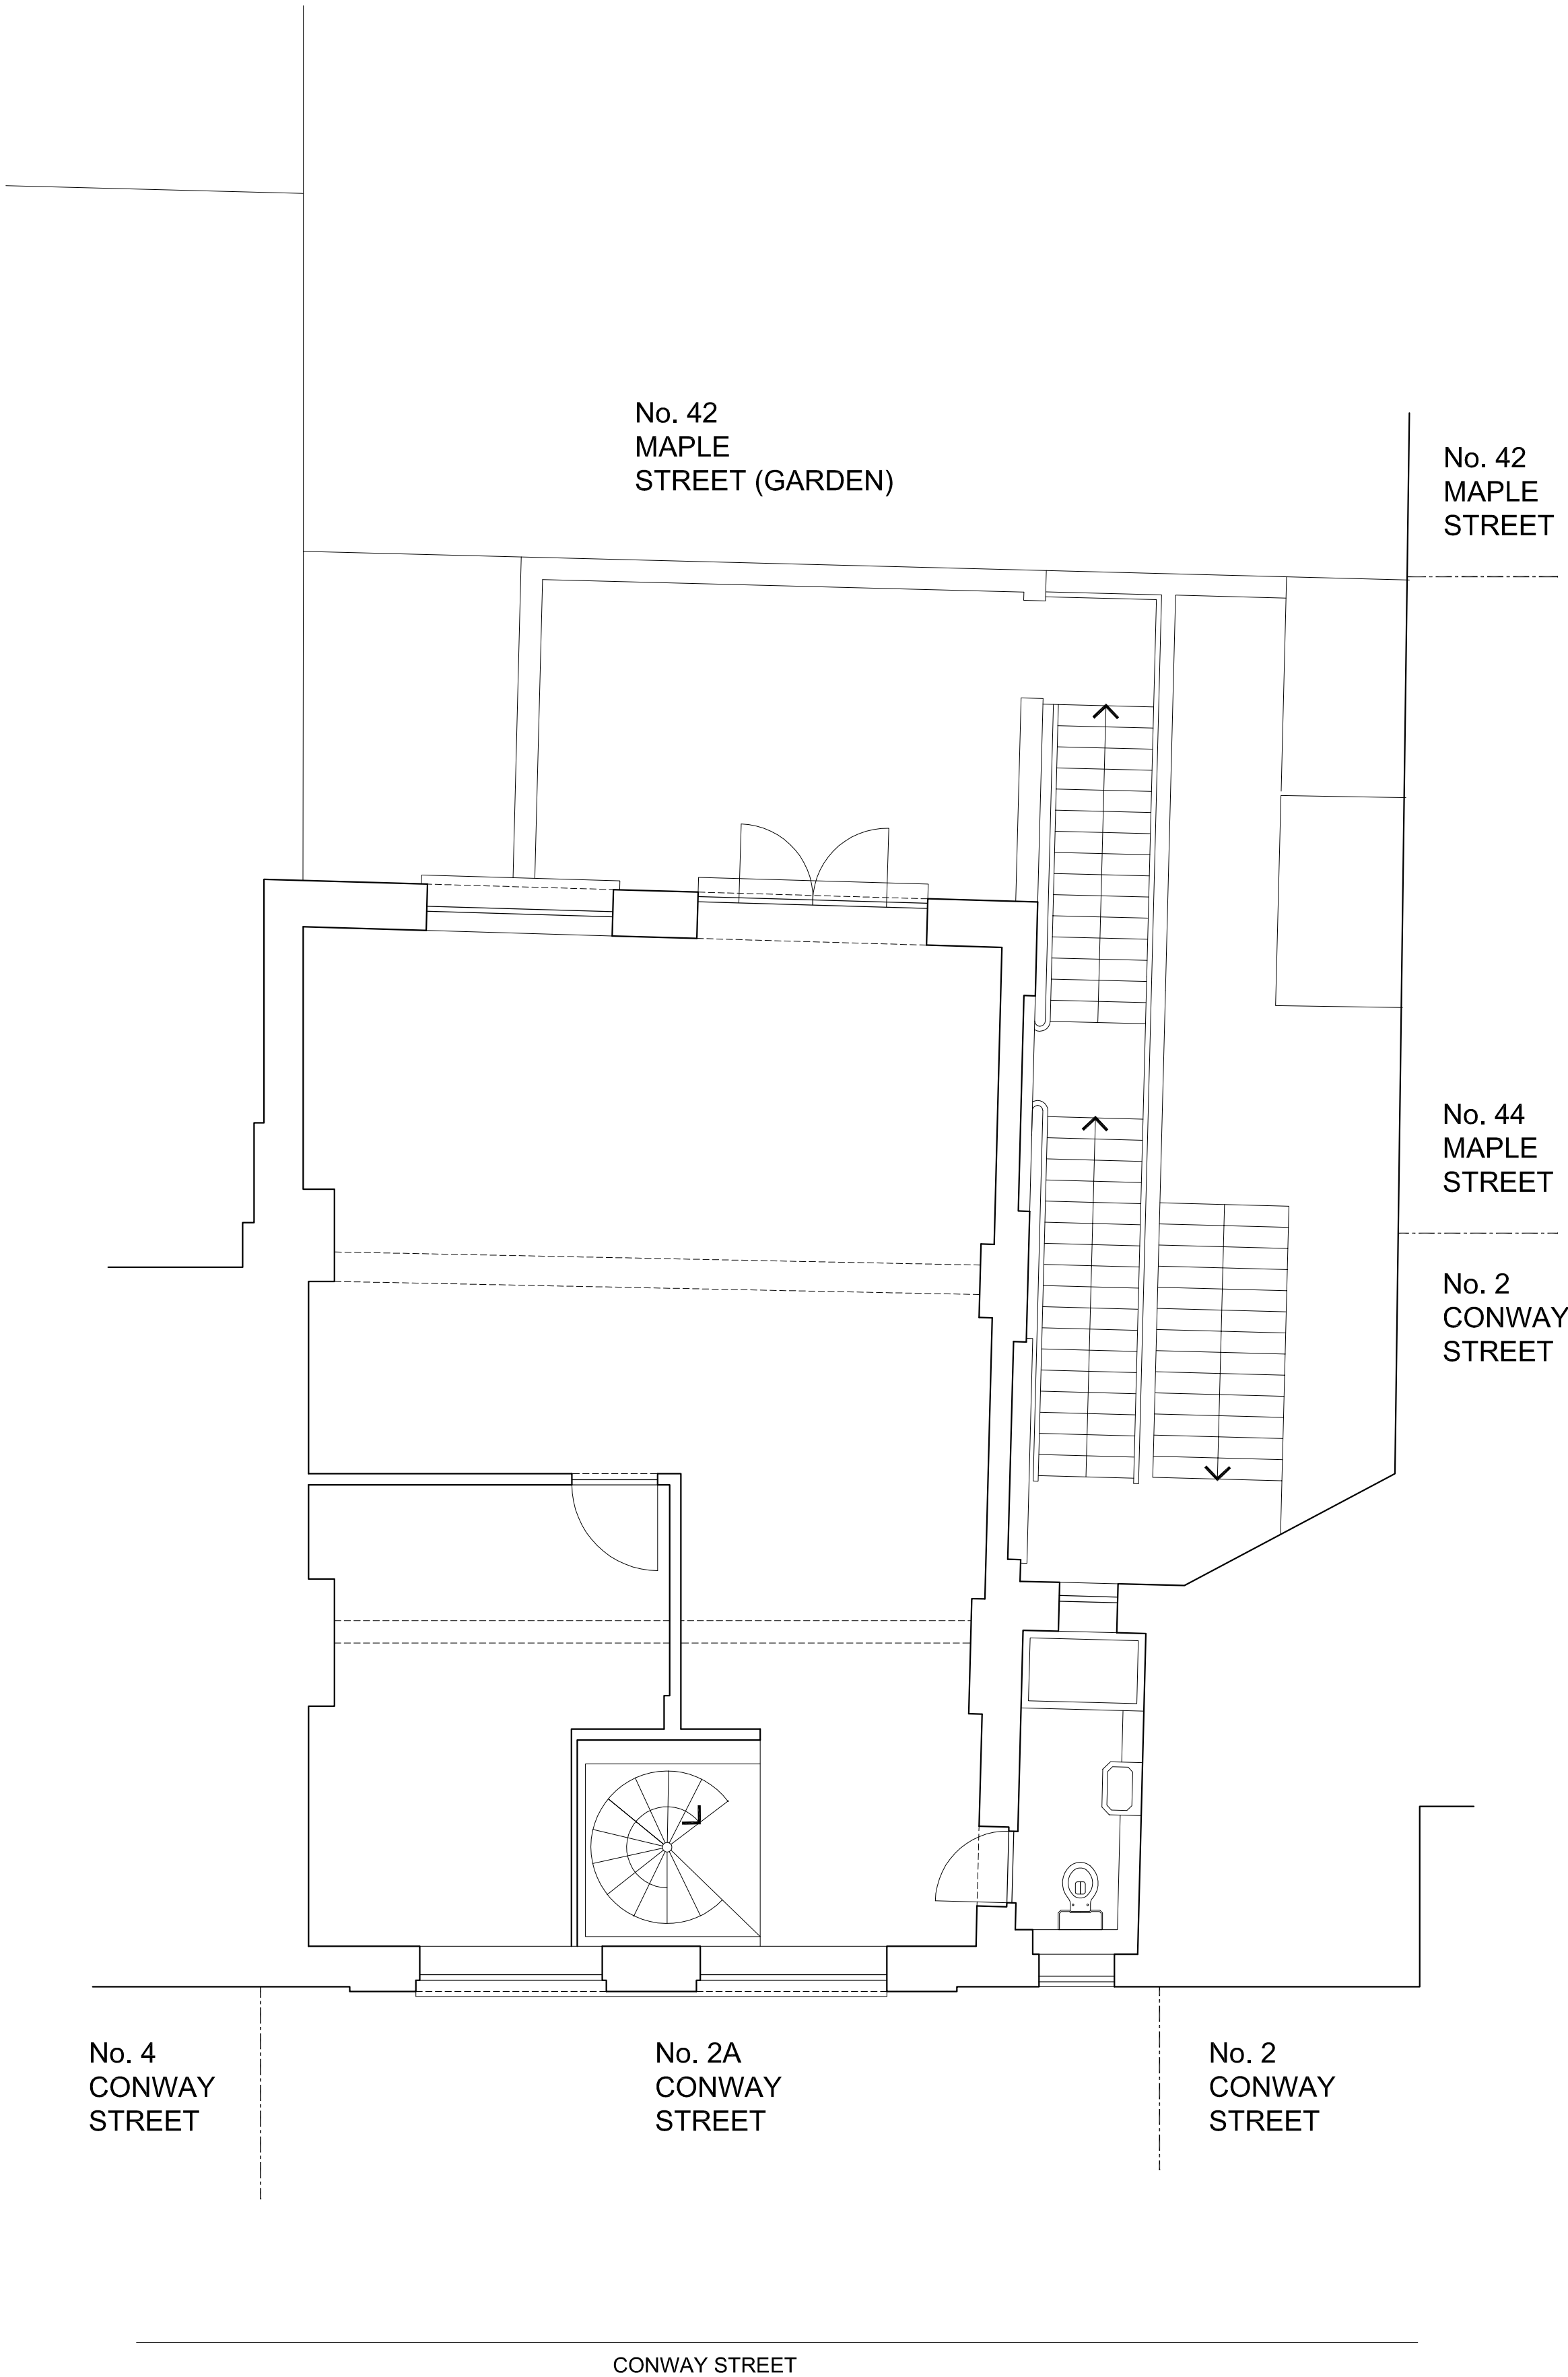 No. 42
MAPLE
STREET (GARDEN)
No. 42
MAPLE
STREET
No. 44
MAPLE
STREET
No. 2
CONWAY
STREET
No. 4
CONWAY
STREET
No. 2A
CONWAY
STREET
No. 2
CONWAY
STREET
CONWAY STREET